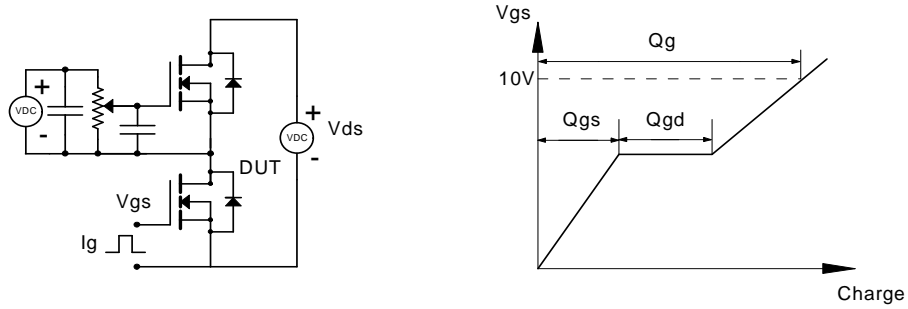 VDC
+
-
Vgs
Ig
DUT
+
VDC
-
Vds
Vgs
Qg
10V
Qgs
Qgd
Charge